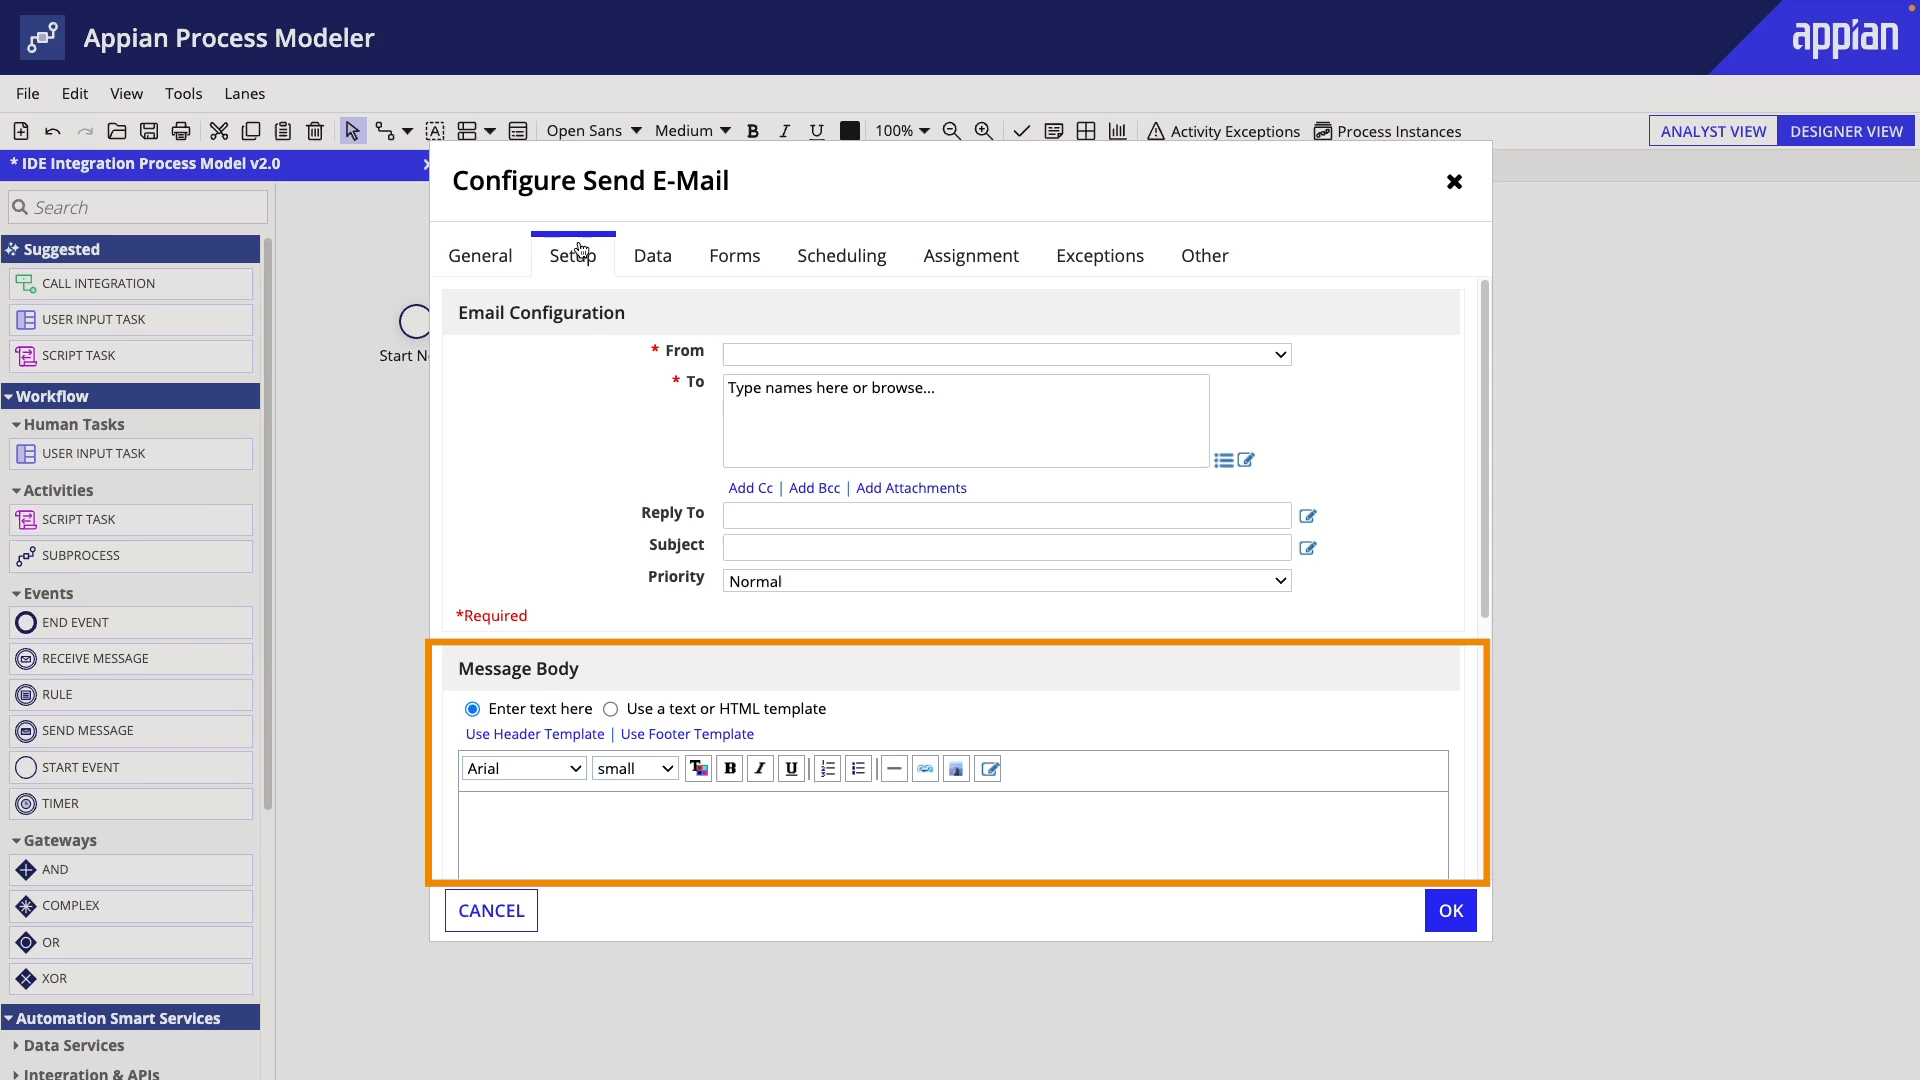 Appian Process Modeler
appian
File Edit View Tools Lanes
Open Sans Medium B I U 100% Activity Exceptions Process Instances ANALYST VIEW DESIGNER VIEW
* IDE Integration Process Model v2.0
Search
Suggested
CALL INTEGRATION
USER INPUT TASK
SCRIPT TASK
Workflow
Human Tasks
USER INPUT TASK
Activities
SCRIPT TASK
SUBPROCESS
Events
END EVENT
RECEIVE MESSAGE
RULE
SEND MESSAGE
START EVENT
TIMER
Gateways
AND
COMPLEX
OR
XOR
Automation Smart Services
Data Services
Integration & APIs
Start N
Configure Send E-Mail
General Setup Data Forms Scheduling Assignment Exceptions Other
Email Configuration
* From
* To Type names here or browse...
Add Cc | Add Bcc | Add Attachments
Reply To
Subject
Priority Normal
*Required
Message Body
Enter text here Use a text or HTML template
Use Header Template | Use Footer Template
Arial small T B I U
CANCEL OK